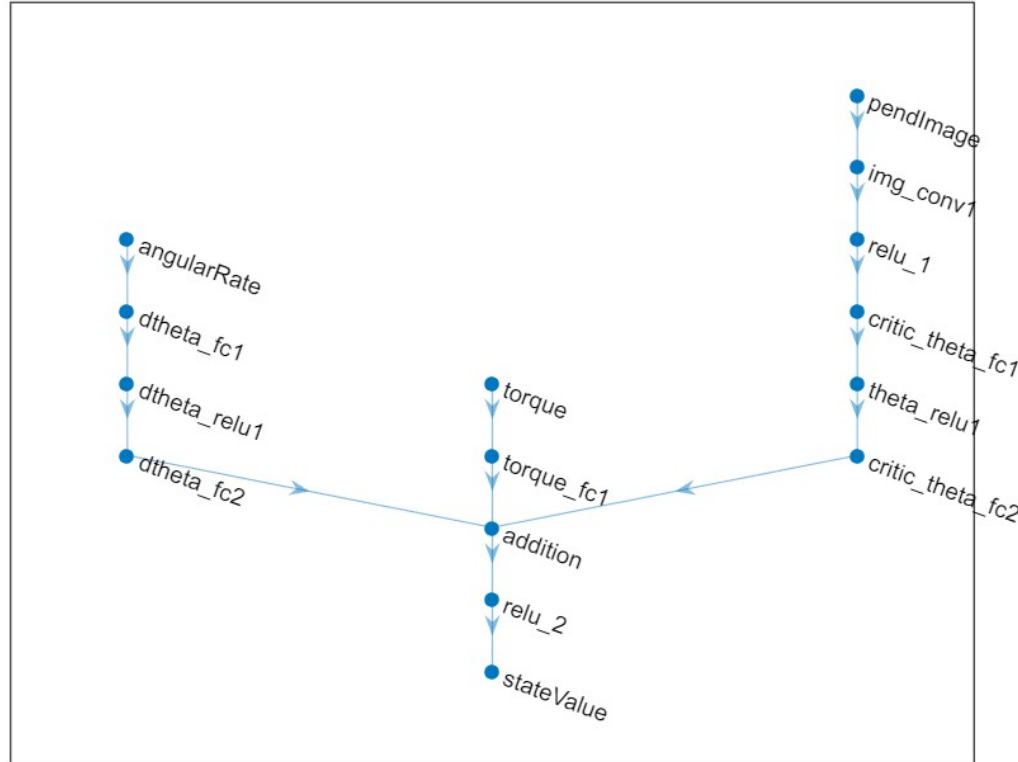 pendImage
img_conv1
relu_1
critic_theta_fc1
theta_relu1
critic_theta_fc2
angularRate
dtheta_fc1
dtheta_relu1
dtheta_fc2
torque
torque_fc1
addition
relu_2
stateValue